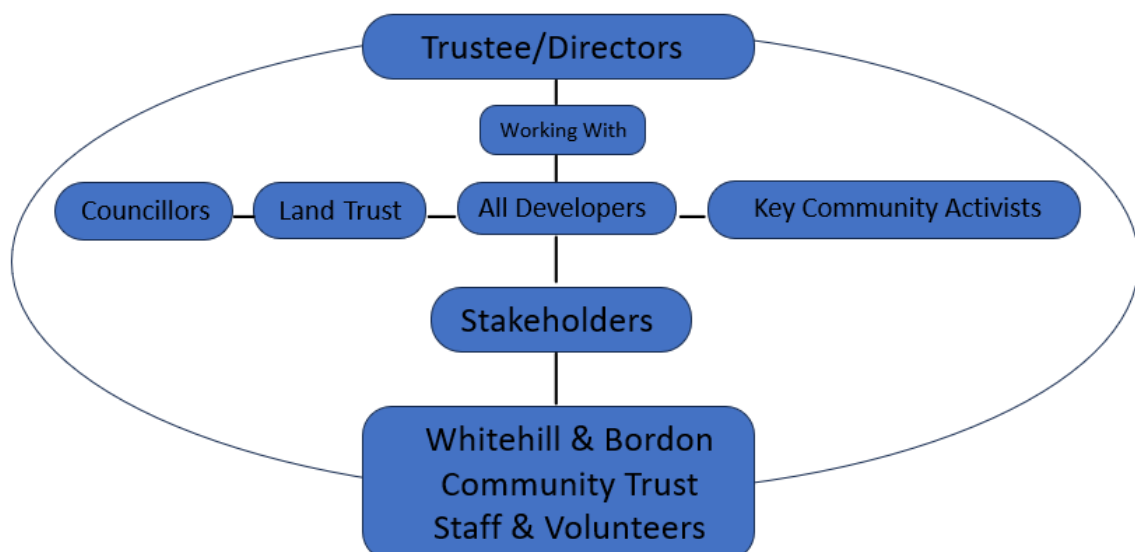 Trustee/Directors
Working With
Councillors
Land Trust
All Developers
Key Community Activists
Stakeholders
Whitehill & Bordon
Community Trust
Staff & Volunteers